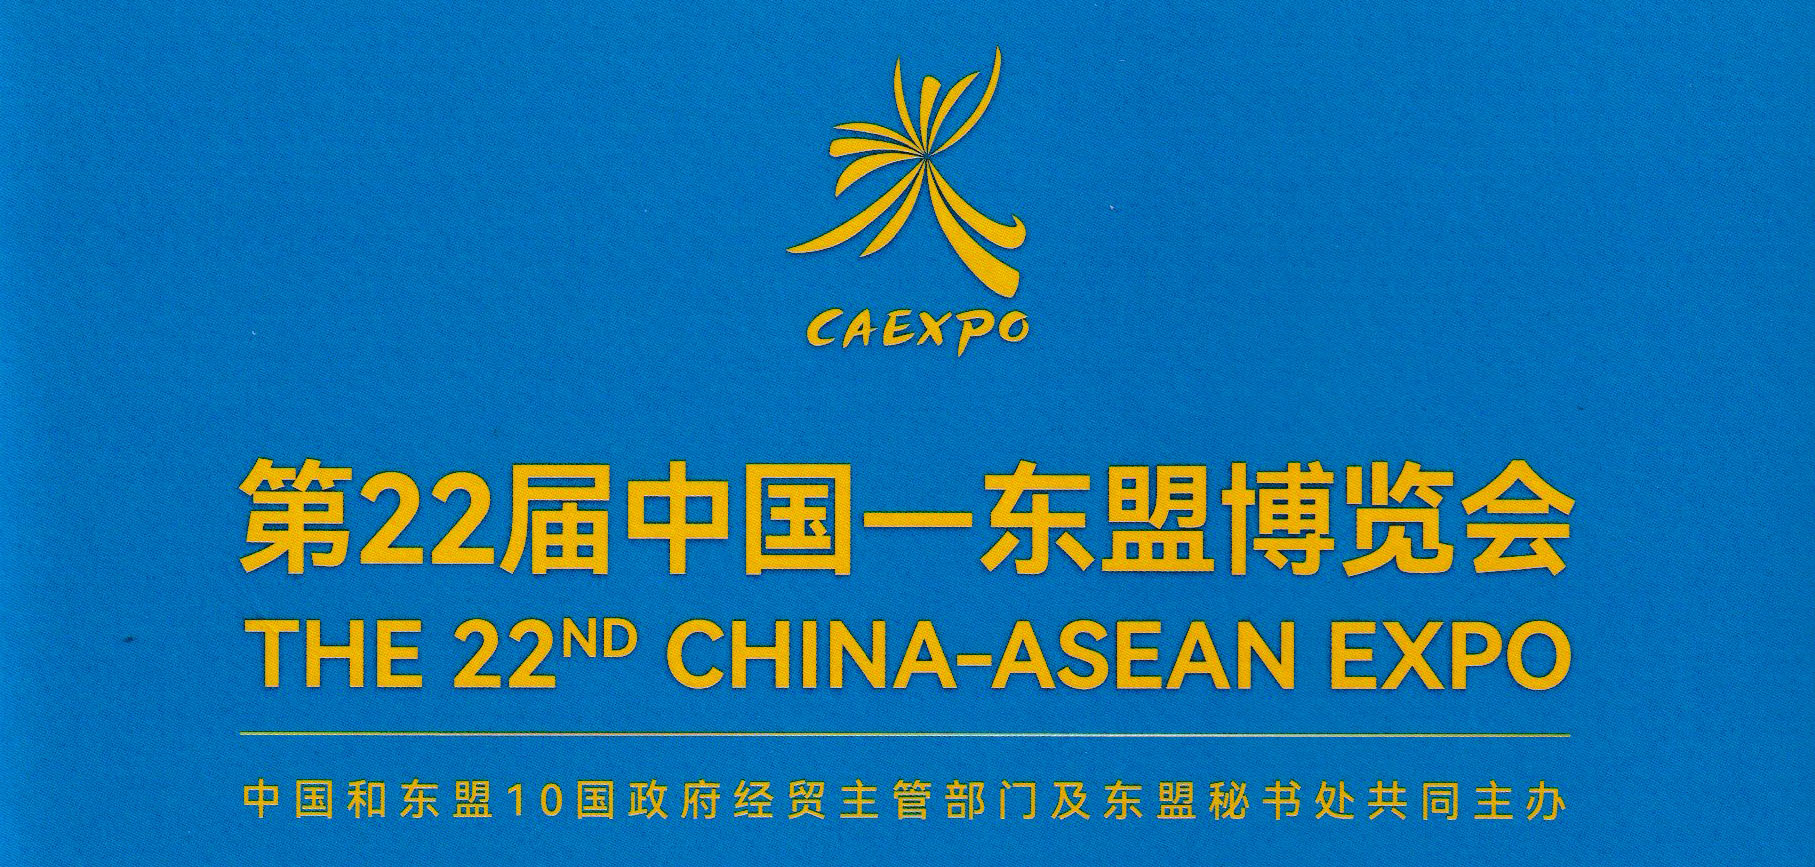 CAEXPO
第22届中国—东盟博览会
THE 22ND CHINA-ASEAN EXPO
中国和东盟10国政府经贸主管部门及东盟秘书处共同主办